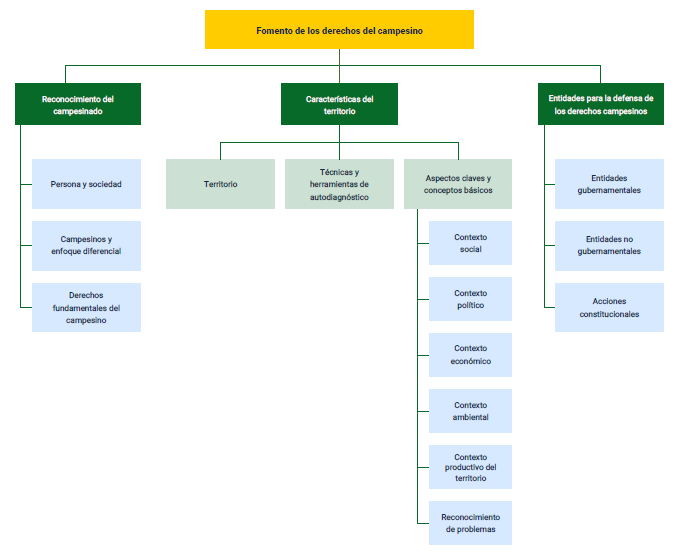 Fomento de los derechos del campesino
Reconocimiento del
campesinado
Persona y sociedad
Campesinos y
enfoque diferencial
Derechos
fundamentales del
campesino
Características del
territorio
Territorio
Técnicas y
herramientas de
autodiagnóstico
Aspectos claves y
conceptos básicos
Contexto
social
Contexto
político
Contexto
económico
Contexto
ambiental
Contexto
productivo del
territorio
Reconocimiento
de problemas
Entidades para la defensa de
los derechos campesinos
Entidades
gubernamentales
Entidades no
gubernamentales
Acciones
constitucionales